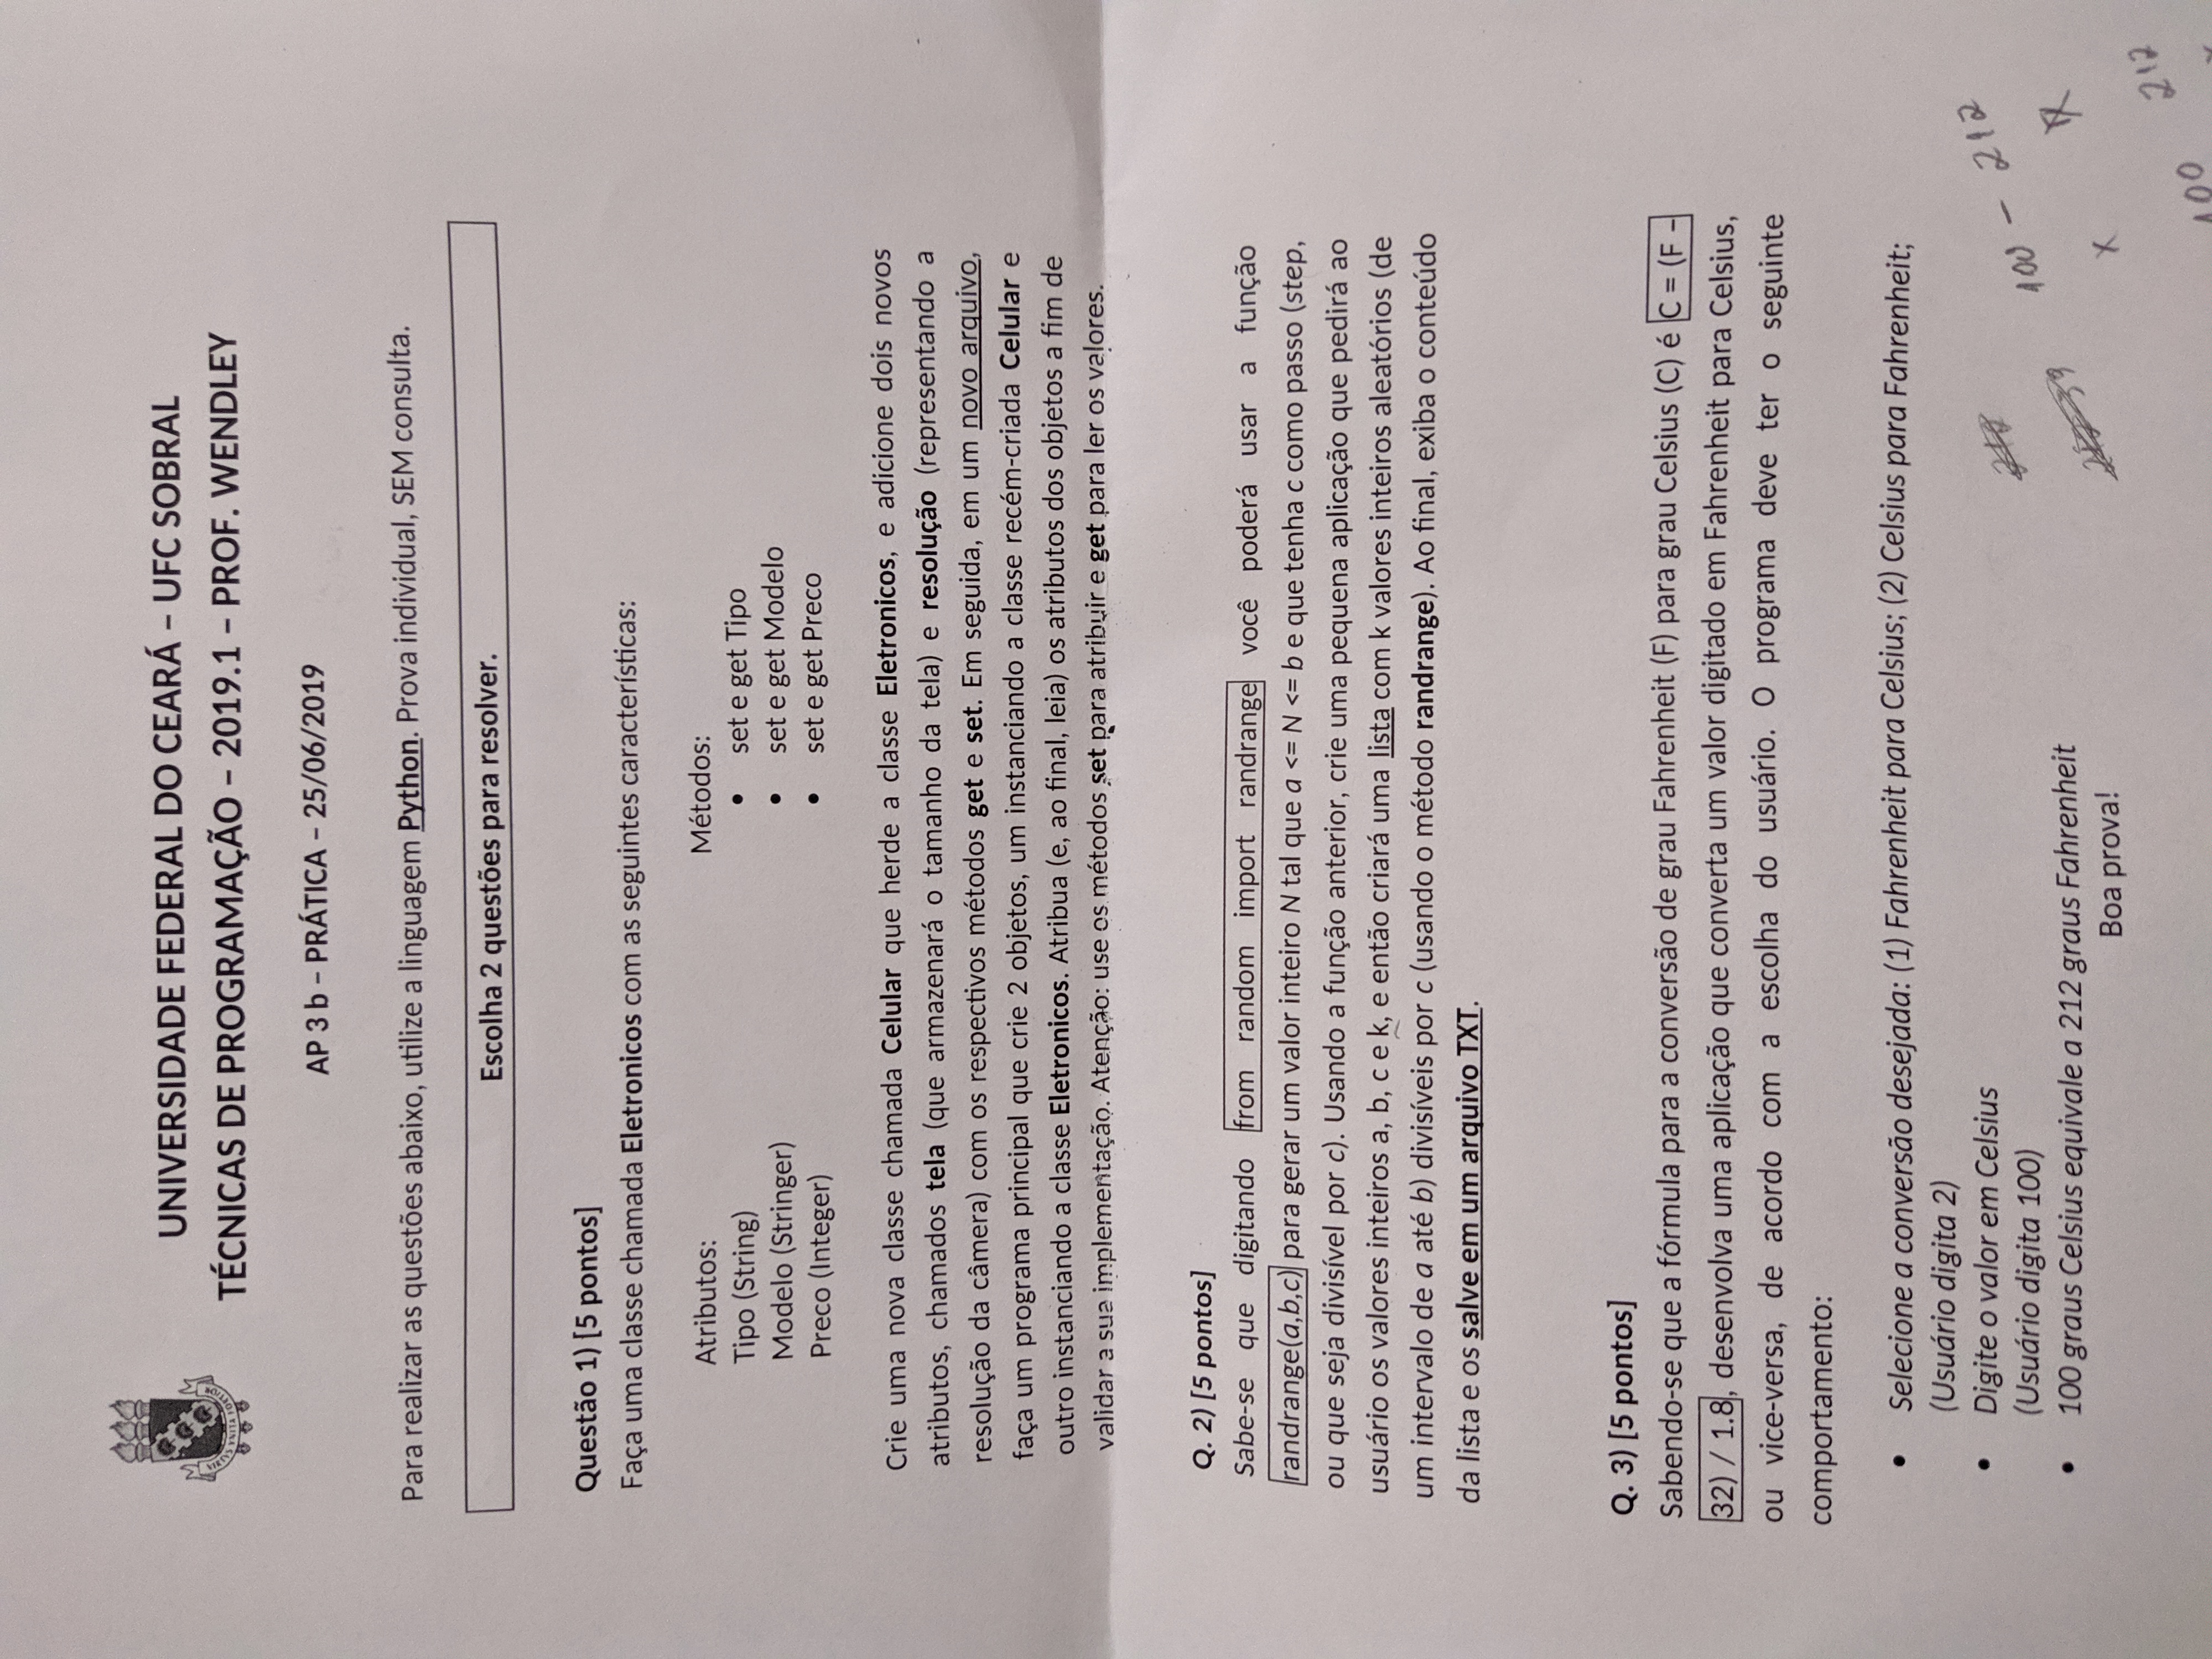 VIRTVS VNITA FORTIOR
UNIVERSIDADE FEDERAL DO CEARÁ – UFC SOBRAL
TÉCNICAS DE PROGRAMAÇÃO – 2019.1 – PROF. WENDLEY
AP 3 b – PRÁTICA – 25/06/2019
Para realizar as questões abaixo, utilize a linguagem Python. Prova individual, SEM consulta.
Escolha 2 questões para resolver.
Questão 1) [5 pontos]
Faça uma classe chamada Eletronicos com as seguintes características:
Atributos:
Tipo (String)
Modelo (Stringer)
Preco (Integer)
Métodos:
• set e get Tipo
• set e get Modelo
• set e get Preco
Crie uma nova classe chamada Celular que herde a classe Eletronicos, e adicione dois novos
atributos, chamados tela (que armazenará o tamanho da tela) e resolução (representando a
resolução da câmera) com os respectivos métodos get e set. Em seguida, em um novo arquivo,
faça um programa principal que crie 2 objetos, um instanciando a classe recém-criada Celular e
outro instanciando a classe Eletronicos. Atribua (e, ao final, leia) os atributos dos objetos a fim de
validar a sua implementação. Atenção: use os métodos set para atribuir e get para ler os valores.
Q. 2) [5 pontos]
Sabe-se que digitando from random import randrange você poderá usar a função
randrange(a,b,c) para gerar um valor inteiro N tal que a <= N <= b e que tenha c como passo (step,
ou que seja divisível por c). Usando a função anterior, crie uma pequena aplicação que pedirá ao
usuário os valores inteiros a, b, c e k, e então criará uma lista com k valores inteiros aleatórios (de
um intervalo de a até b) divisíveis por c (usando o método randrange). Ao final, exiba o conteúdo
da lista e os salve em um arquivo TXT.
Q. 3) [5 pontos]
Sabendo-se que a fórmula para a conversão de grau Fahrenheit (F) para grau Celsius (C) é C = (F –
32) / 1.8, desenvolva uma aplicação que converta um valor digitado em Fahrenheit para Celsius,
ou vice-versa, de acordo com a escolha do usuário. O programa deve ter o seguinte
comportamento:
• Selecione a conversão desejada: (1) Fahrenheit para Celsius; (2) Celsius para Fahrenheit;
(Usuário digita 2)
• Digite o valor em Celsius
(Usuário digita 100)
• 100 graus Celsius equivale a 212 graus Fahrenheit
Boa prova!
100 – 212
x
212
100